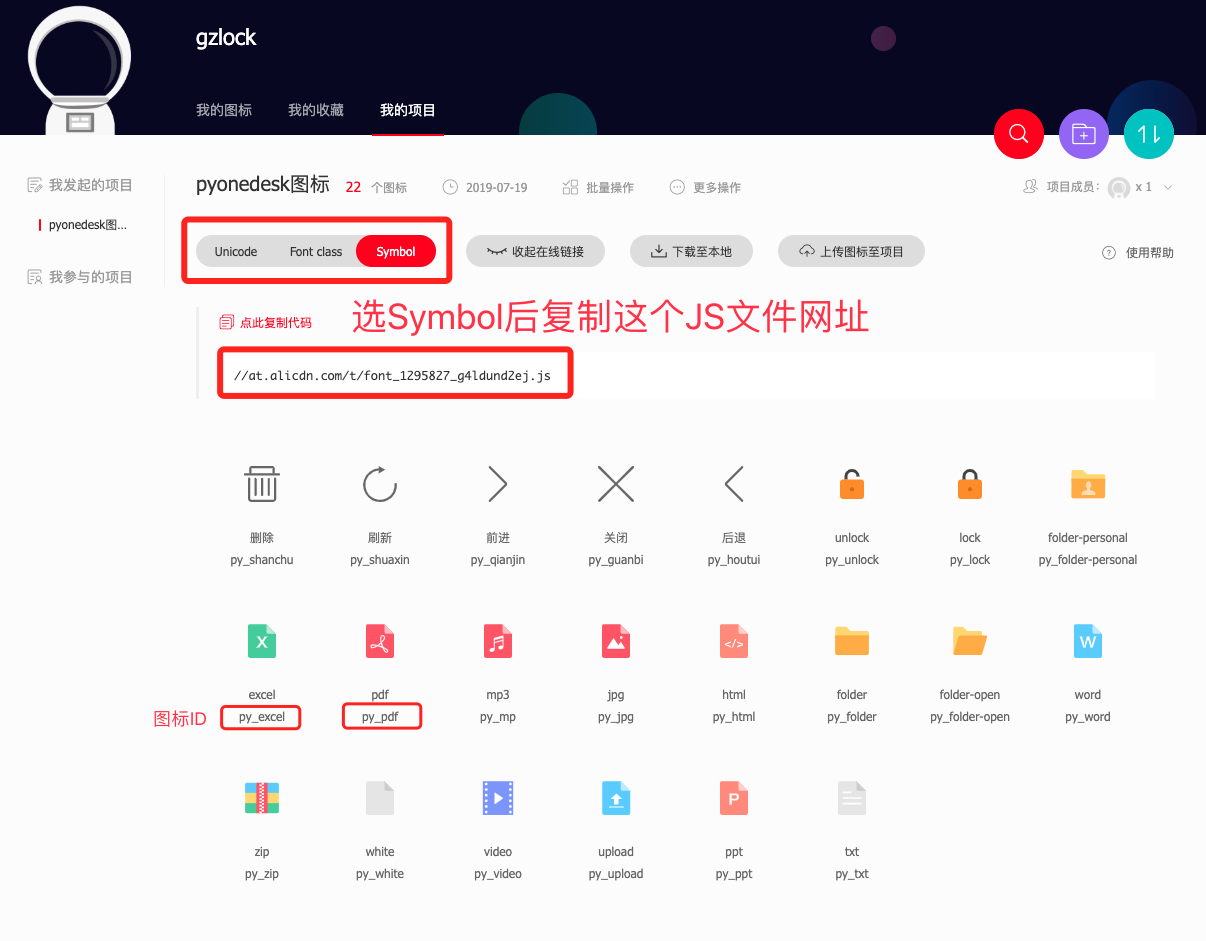 gzlock
我的图标 我的收藏 我的项目
我发起的项目
pyonedesk图...
我参与的项目
pyonedesk图标 22 个图标 2019-07-19 批量操作 更多操作 项目成员： x 1
Unicode Font class Symbol 收起在线链接 下载至本地 上传图标至项目 使用帮助
点此复制代码 选Symbol后复制这个JS文件网址
//at.alicdn.com/t/font_1295827_g4ldund2ej.js
删除 刷新 前进 关闭 后退 unlock lock folder-personal
py_shanchu py_shuaxin py_qianjin py_guanbi py_houtui py_unlock py_lock py_folder-personal
X </> W
excel pdf mp3 jpg html folder folder-open word
图标ID py_excel py_pdf py_mp py_jpg py_html py_folder py_folder-open py_word
P
zip white video upload ppt txt
py_zip py_white py_video py_upload py_ppt py_txt